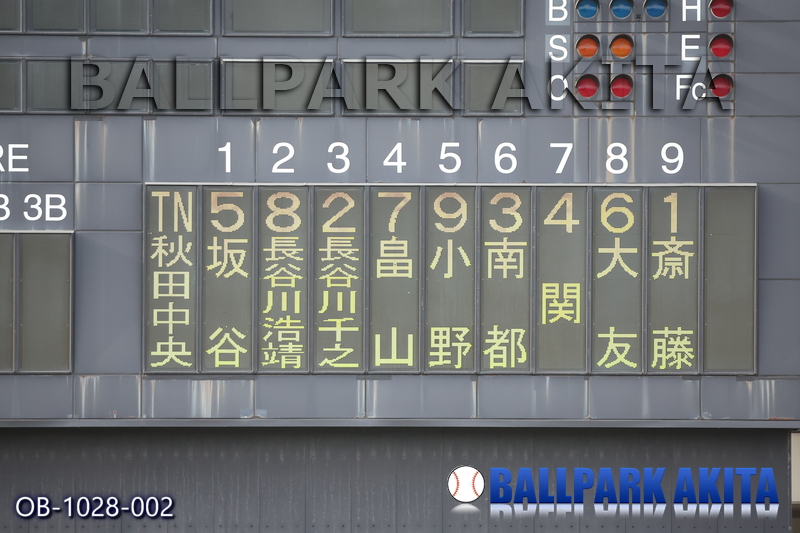 B H
S E
O Fc
BALLPARK AKITA
RE
3B
1 2 3 4 5 6 7 8 9
TN 5 8 2 7 9 3 4 6 1
秋田中央
坂谷
長谷川浩靖
長谷川千之
畠山
小野
南都
関
大友
斎藤
BALLPARK AKITA
OB-1028-002